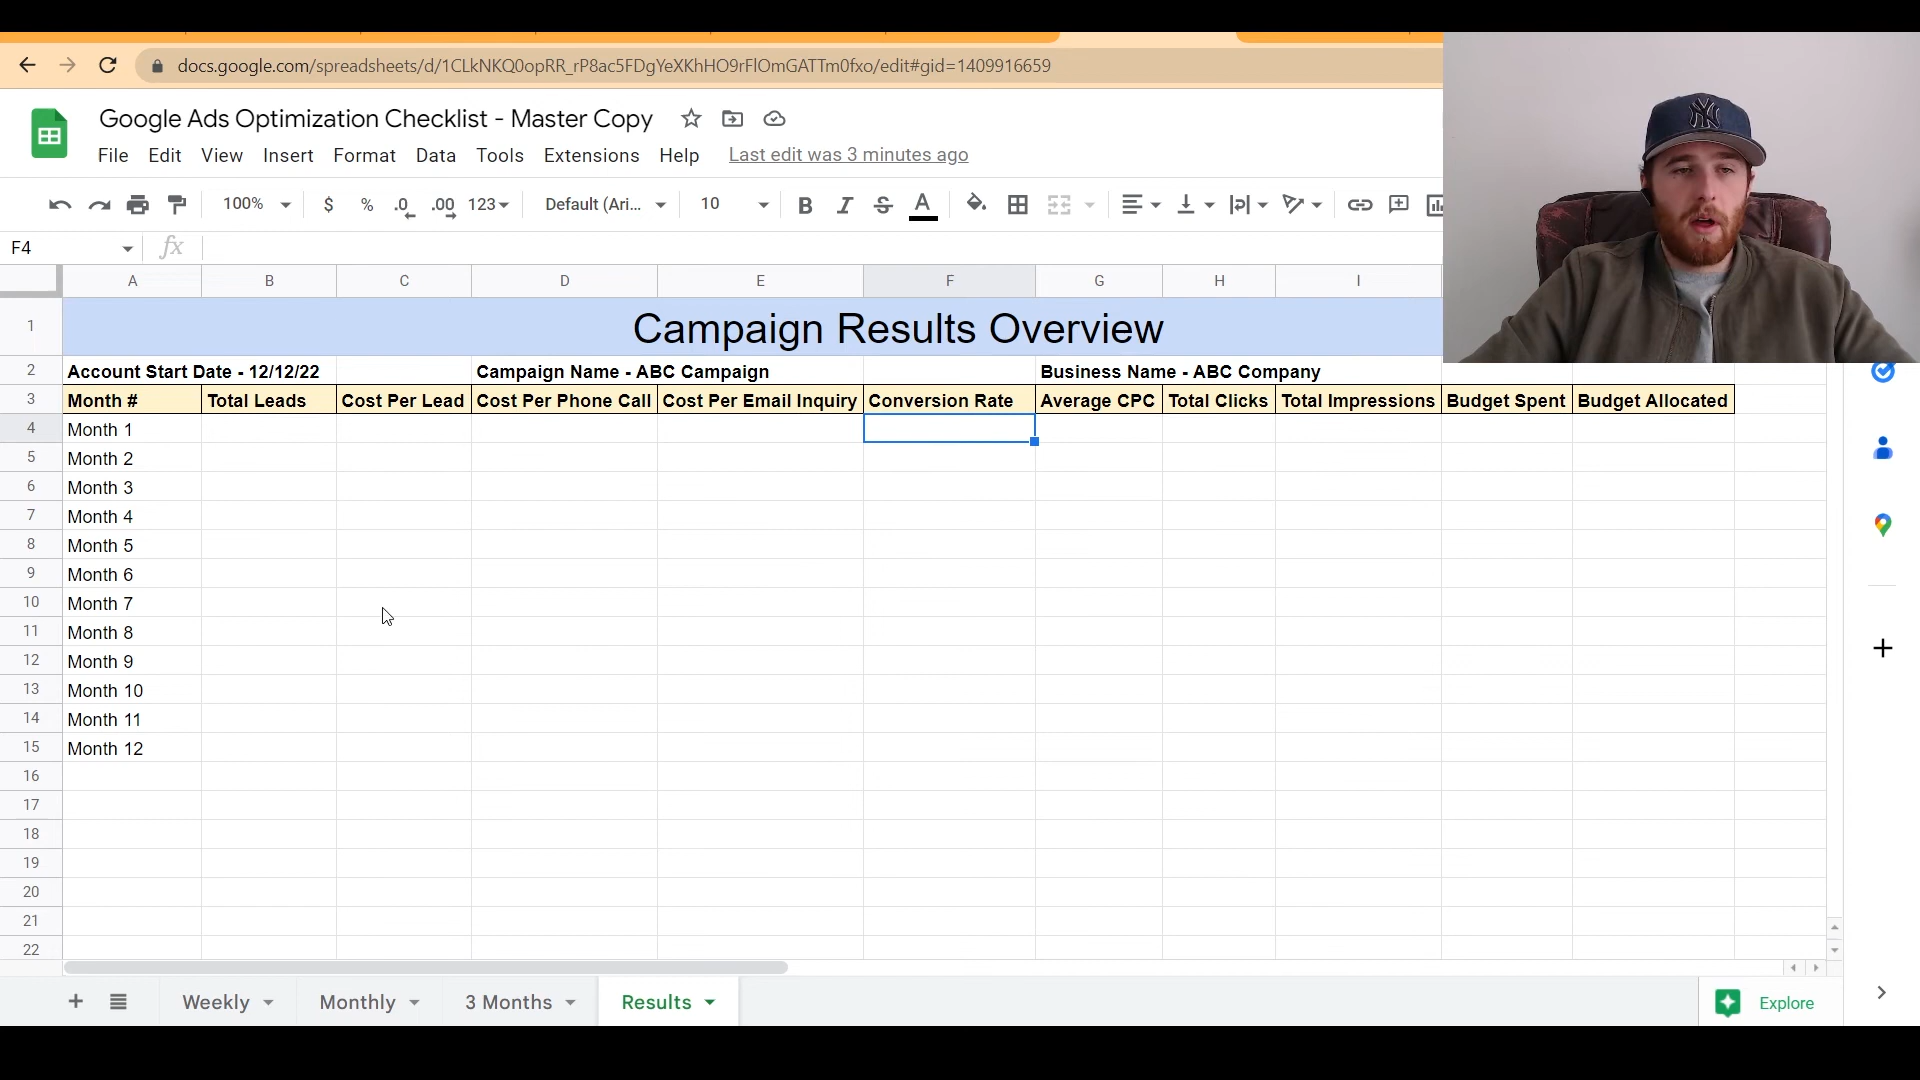 docs.google.com/spreadsheets/d/1CLkNKQ0opRR_rP8ac5FDgYeXKhHO9rFlOmGATTm0fxo/edit#gid=1409916659
Google Ads Optimization Checklist - Master Copy
File Edit View Insert Format Data Tools Extensions Help Last edit was 3 minutes ago
100% $ % .0 .00 123 Default (Ari... 10 B I S A
F4 fx
A B C D E F G H I
1 Campaign Results Overview
2 Account Start Date - 12/12/22 Campaign Name - ABC Campaign Business Name - ABC Company
3 Month # Total Leads Cost Per Lead Cost Per Phone Call Cost Per Email Inquiry Conversion Rate Average CPC Total Clicks Total Impressions Budget Spent Budget Allocated
4 Month 1
5 Month 2
6 Month 3
7 Month 4
8 Month 5
9 Month 6
10 Month 7
11 Month 8
12 Month 9
13 Month 10
14 Month 11
15 Month 12
16
17
18
19
20
21
22
Weekly Monthly 3 Months Results Explore